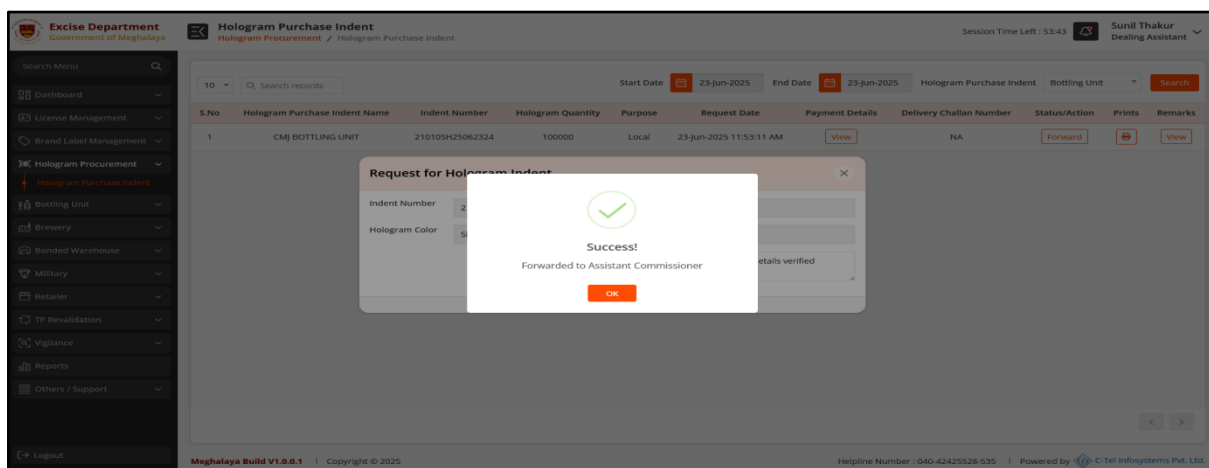 Excise Department
Government of Meghalaya
Hologram Purchase Indent
Hologram Procurement / Hologram Purchase Indent
Session Time Left : 53:43
Sunil Thakur
Dealing Assistant
Search Menu
Dashboard
License Management
Brand Label Management
Hologram Procurement
Hologram Purchase Indent
Bottling Unit
Brewery
Bonded Warehouse
Military
Retailer
TP Revalidation
Vigilance
Reports
Others / Support
Logout
10 Search records Start Date 23-Jun-2025 End Date 23-Jun-2025 Hologram Purchase Indent Bottling Unit Search
S.No Hologram Purchase Indent Name Indent Number Hologram Quantity Purpose Request Date Payment Details Delivery Challan Number Status/Action Prints Remarks
1 CMJ BOTTLING UNIT 210105H25062324 100000 Local 23-Jun-2025 11:53:11 AM View NA Forward View
Request for Hologram Indent
Indent Number 2
Hologram Color
etails verified
Success!
Forwarded to Assistant Commissioner
OK
Meghalaya Build V1.0.0.1 | Copyright © 2025
Helpline Number : 040-42425528-535 | Powered by C-Tel Infosystems Pvt. Ltd.